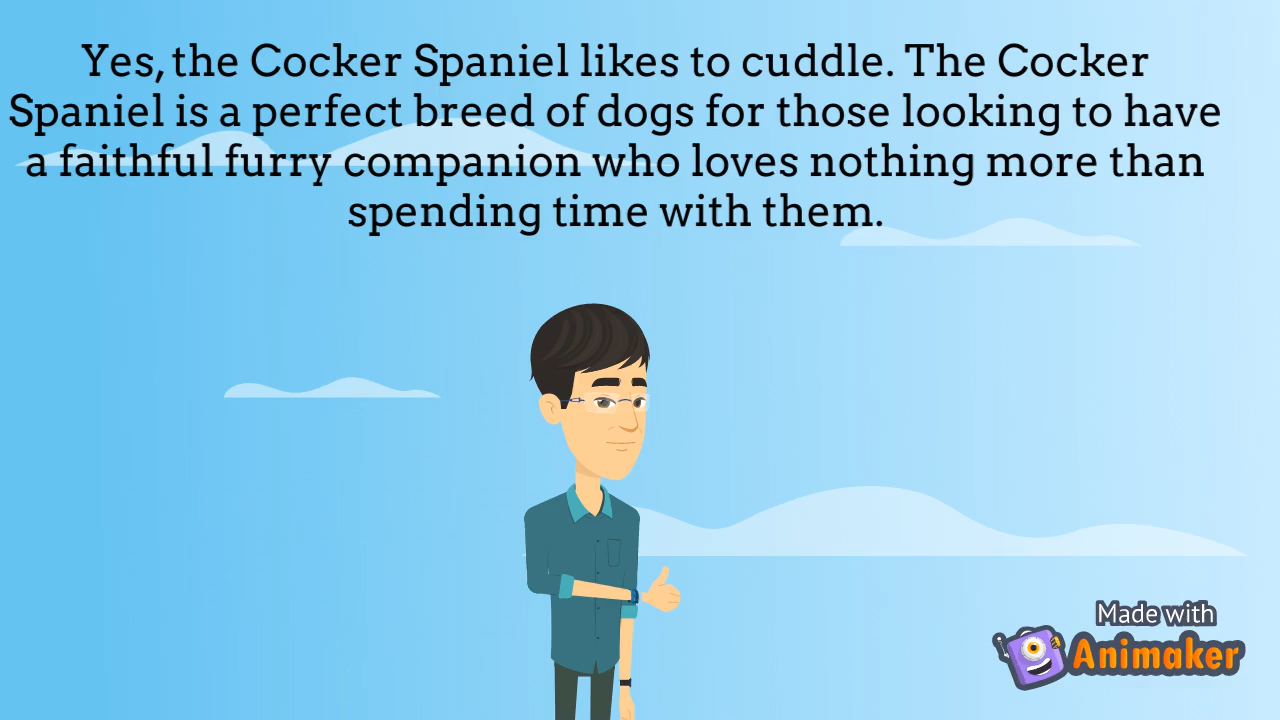 Yes, the Cocker Spaniel likes to cuddle. The Cocker
Spaniel is a perfect breed of dogs for those looking to have
a faithful furry companion who loves nothing more than
spending time with them.
Made with
Animaker